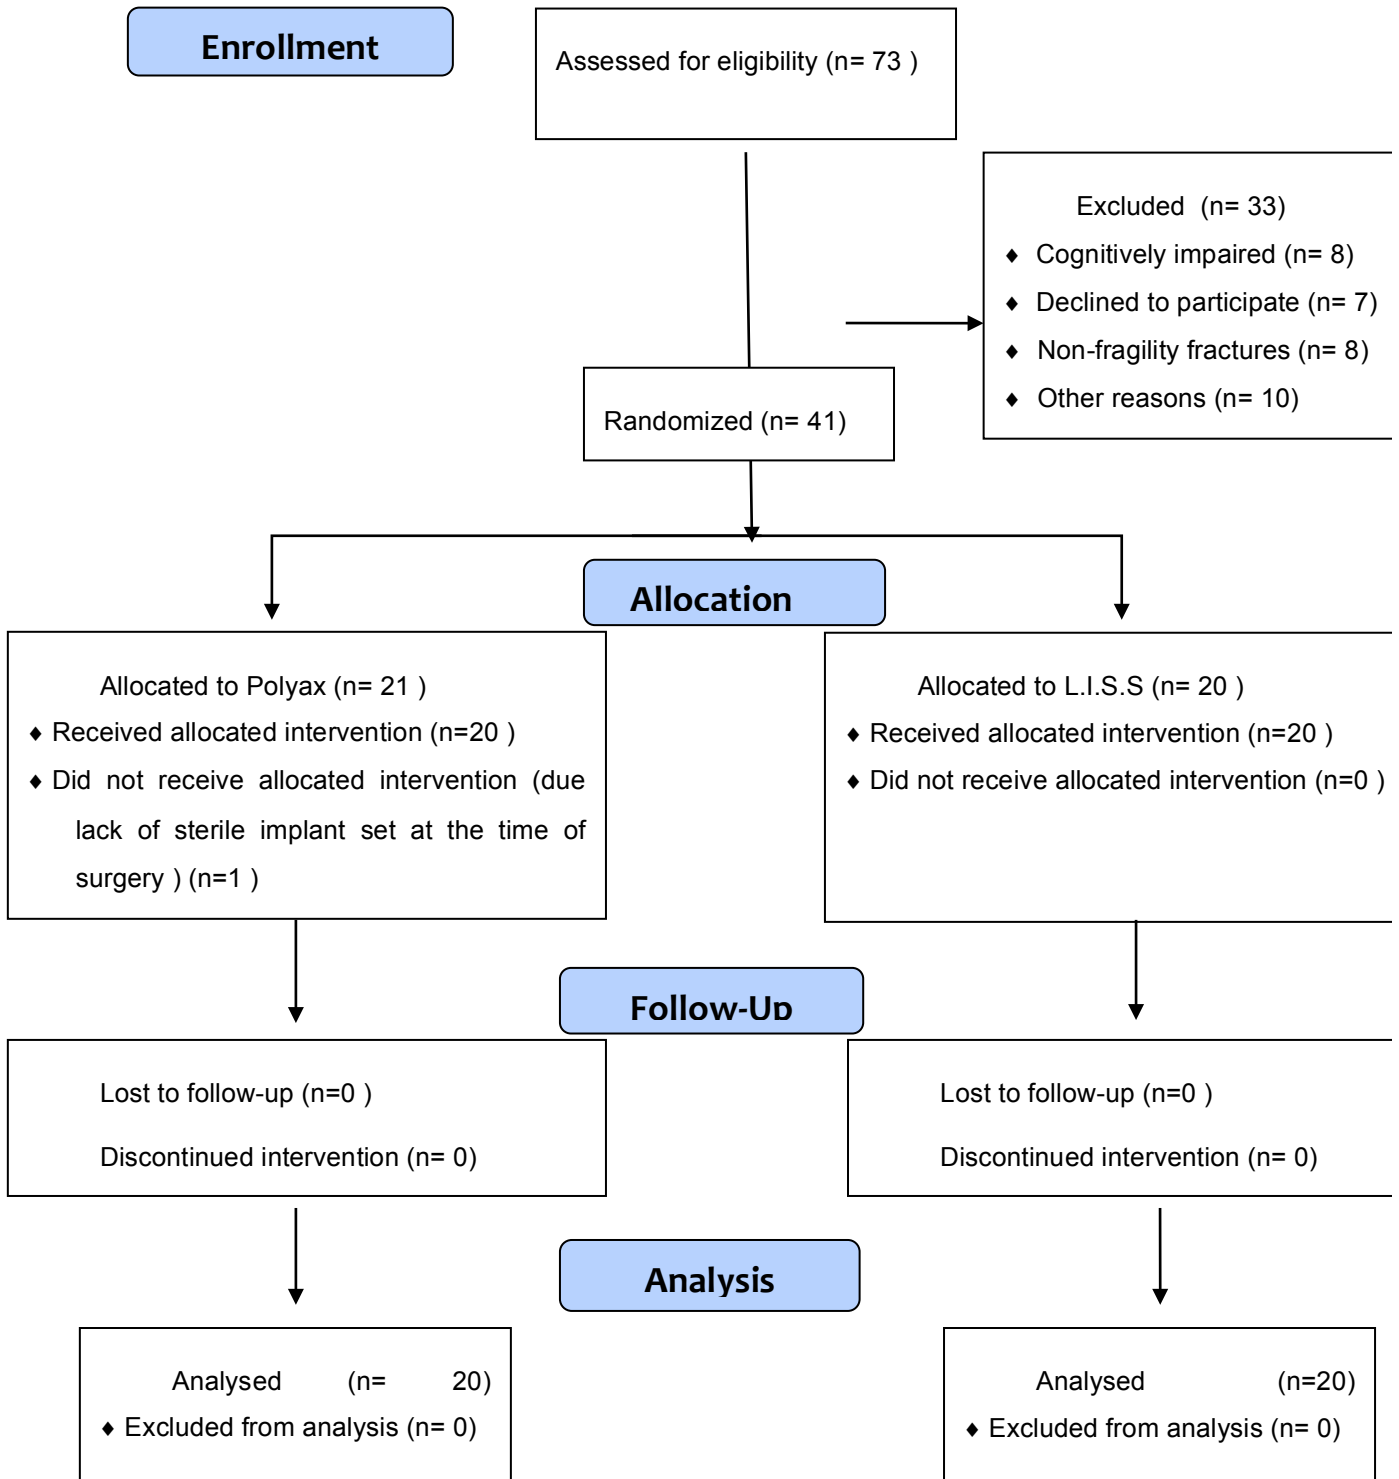 Enrollment
Assessed for eligibility (n= 73 )
Excluded (n= 33)
♦ Cognitively impaired (n= 8)
♦ Declined to participate (n= 7)
♦ Non-fragility fractures (n= 8)
♦ Other reasons (n= 10)
Randomized (n= 41)
Allocation
Allocated to Polyax (n= 21 )
♦ Received allocated intervention (n=20 )
♦ Did not receive allocated intervention (due
lack of sterile implant set at the time of
surgery ) (n=1 )
Allocated to L.I.S.S (n= 20 )
♦ Received allocated intervention (n=20 )
♦ Did not receive allocated intervention (n=0 )
Follow-Up
Lost to follow-up (n=0 )
Discontinued intervention (n= 0)
Lost to follow-up (n=0 )
Discontinued intervention (n= 0)
Analysis
Analysed (n= 20)
♦ Excluded from analysis (n= 0)
Analysed (n=20)
♦ Excluded from analysis (n= 0)